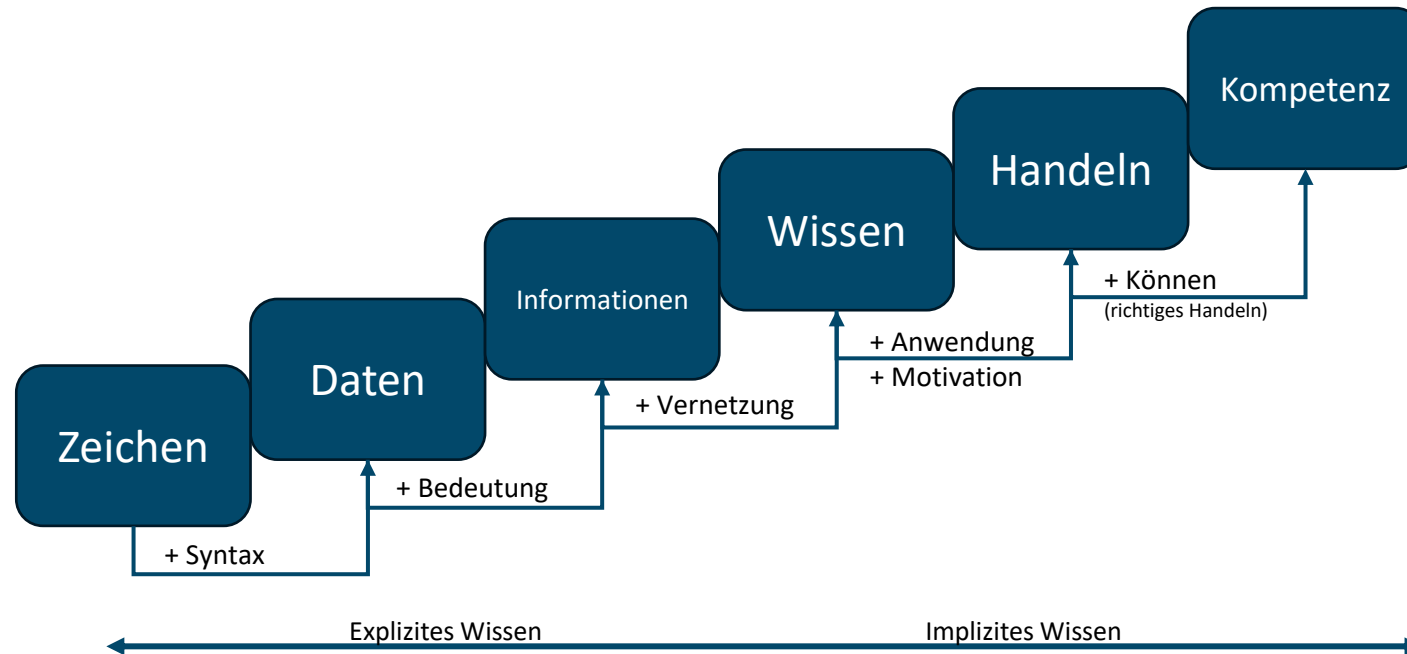 Zeichen
+ Syntax
Daten
+ Bedeutung
Informationen
+ Vernetzung
Wissen
+ Anwendung
+ Motivation
Handeln
+ Können
(richtiges Handeln)
Kompetenz
Explizites Wissen
Implizites Wissen